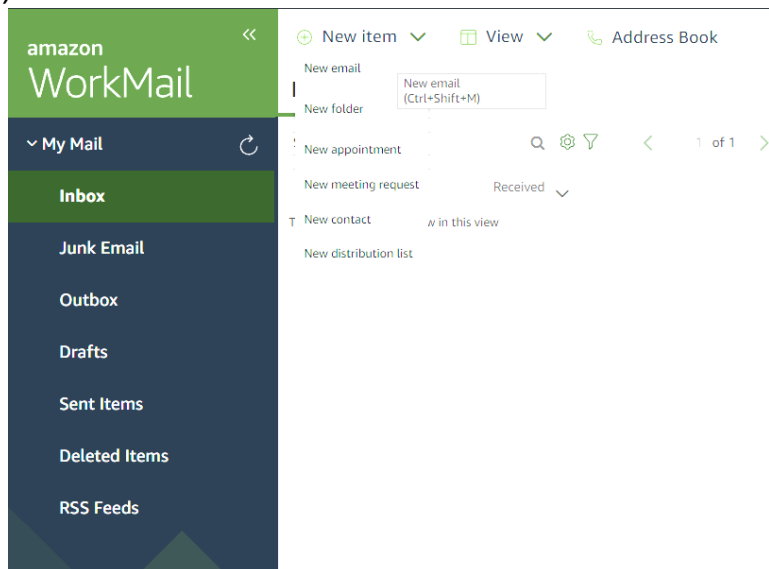 amazon
WorkMail
«
New item
View
Address Book
New email
New email
(Ctrl+Shift+M)
New folder
My Mail
New appointment
1 of 1
Inbox
New meeting request
Received
New contact
w in this view
New distribution list
Junk Email
Outbox
Drafts
Sent Items
Deleted Items
RSS Feeds